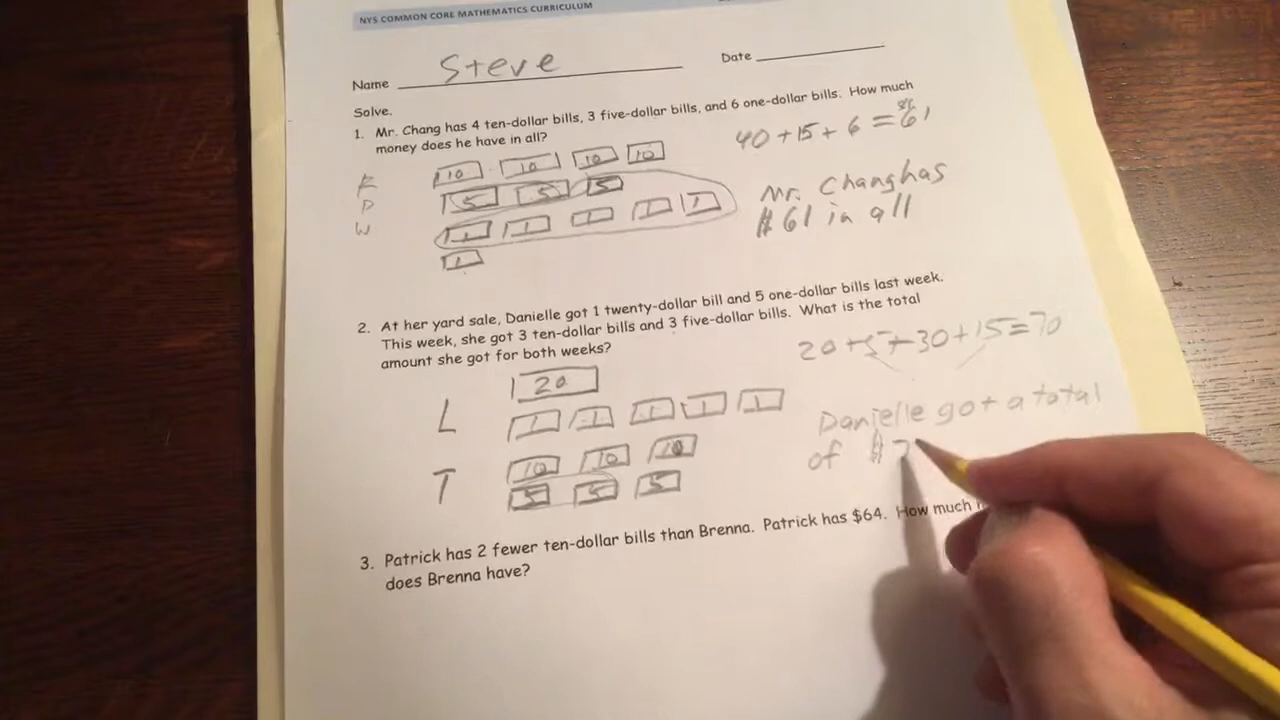 NYS COMMON CORE MATHEMATICS CURRICULUM
Name Steve Date
Solve.
1. Mr. Chang has 4 ten-dollar bills, 3 five-dollar bills, and 6 one-dollar bills. How much
money does he have in all?
40 + 15 + 6 = 61
R
D
W
10 10 10 10
5 5 5
1 1 1 1 1
1
Mr. Chang has
$61 in all
2. At her yard sale, Danielle got 1 twenty-dollar bill and 5 one-dollar bills last week.
This week, she got 3 ten-dollar bills and 3 five-dollar bills. What is the total
amount she got for both weeks?
20 + 5 + 30 + 15 = 70
L
20
1 1 1 1 1
T
10 10 10
5 5 5
Danielle got a total
of $7
3. Patrick has 2 fewer ten-dollar bills than Brenna. Patrick has $64. How much
does Brenna have?